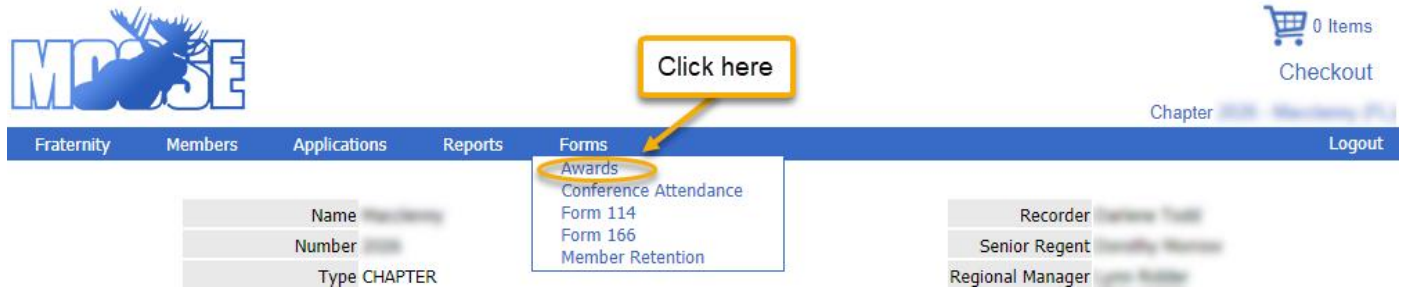 MOOSE
0 Items
Click here
Checkout
Chapter
Fraternity Members Applications Reports Forms Logout
Awards
Conference Attendance
Form 114
Form 166
Member Retention
Name
Number
Type CHAPTER
Recorder
Senior Regent
Regional Manager